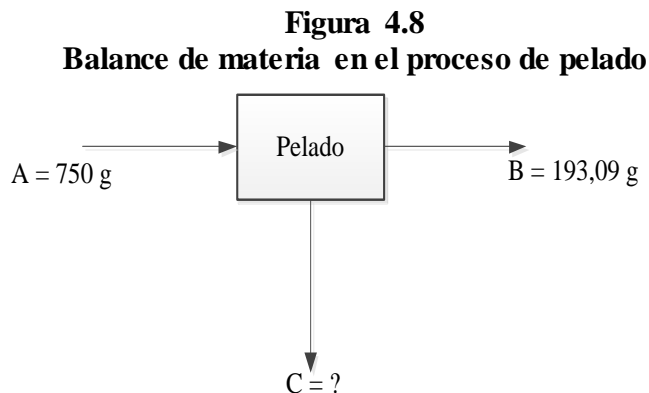 Figura 4.8
Balance de materia en el proceso de pelado
Pelado
A = 750 g
B = 193,09 g
C = ?